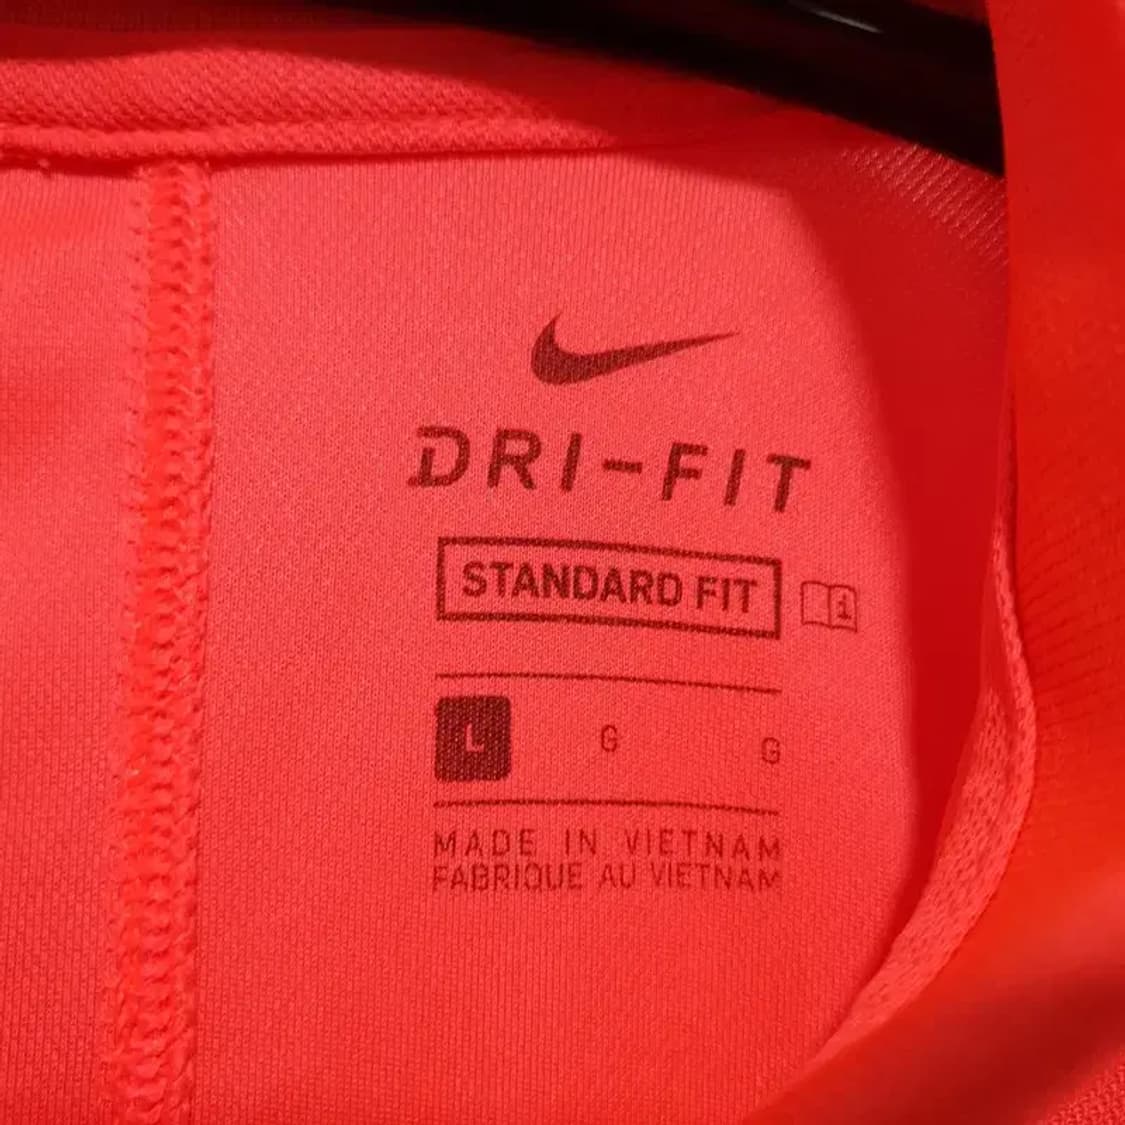 DRI-FIT
STANDARD FIT i
L G G
MADE IN VIETNAM
FABRIQUE AU VIETNAM